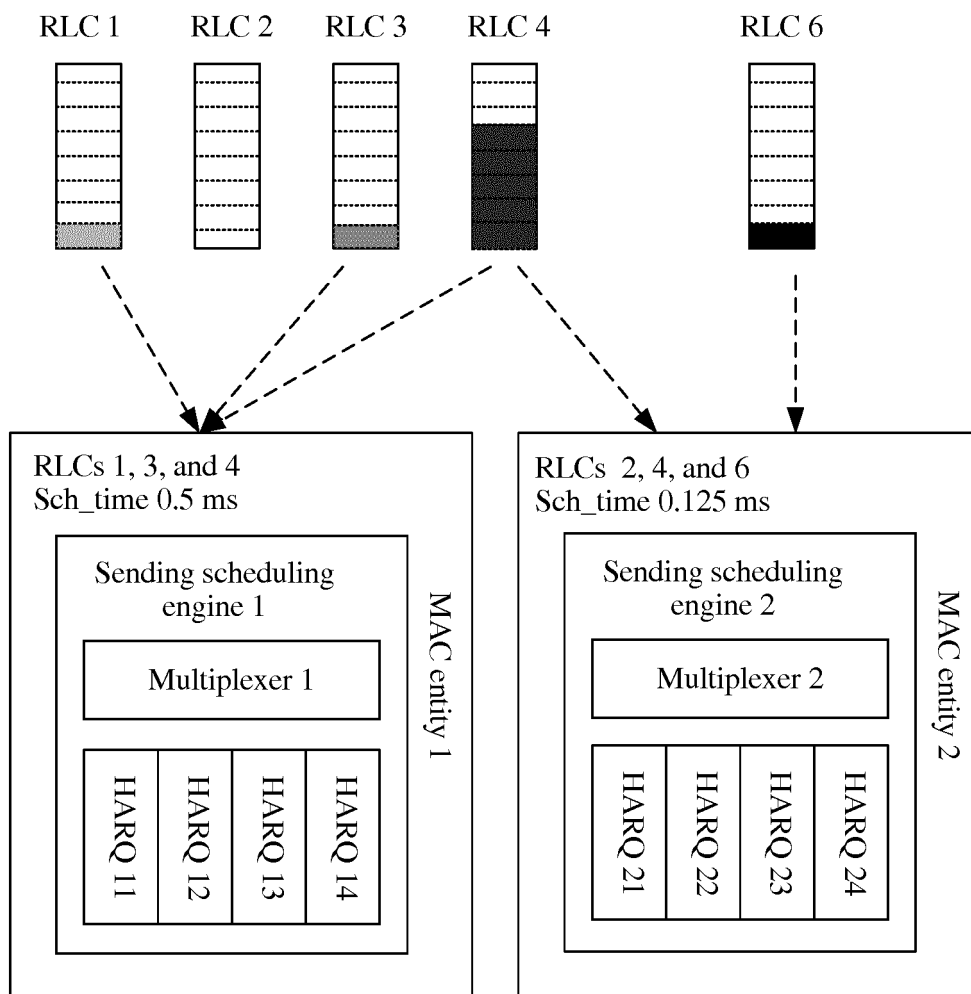 RLC 1
RLC 2
RLC 3
RLC 4
RLC 6
RLCs 1, 3, and 4
Sch_time 0.5 ms
Sending scheduling
engine 1
Multiplexer 1
HARQ 11
HARQ 12
HARQ 13
HARQ 14
MAC entity 1
RLCs 2, 4, and 6
Sch_time 0.125 ms
Sending scheduling
engine 2
Multiplexer 2
HARQ 21
HARQ 22
HARQ 23
HARQ 24
MAC entity 2